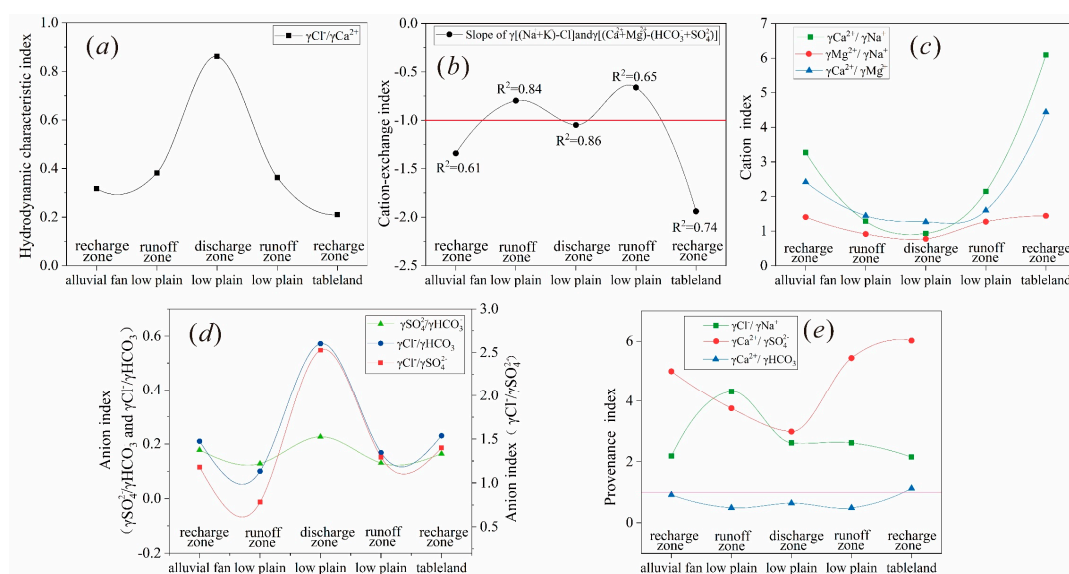 (a)
γCl⁻/γCa²⁺
Hydrodynamic characteristic index
1.0
0.8
0.6
0.4
0.2
0.0
recharge zone
runoff zone
discharge zone
runoff zone
recharge zone
alluvial fan
low plain
low plain
low plain
tableland
(b)
Slope of γ[(Na+K)-Cl]andγ[(Ca²⁺+Mg²⁺)-(HCO₃⁻+SO₄²⁻)]
Cation-exchange index
0.0
-0.5
-1.0
-1.5
-2.0
-2.5
R²=0.61
R²=0.84
R²=0.86
R²=0.65
R²=0.74
recharge zone
runoff zone
discharge zone
runoff zone
recharge zone
alluvial fan
low plain
low plain
low plain
tableland
(c)
γCa²⁺/γNa⁺
γMg²⁺/γNa⁺
γCa²⁺/γMg²⁺
Cation index
6
5
4
3
2
1
0
recharge zone
runoff zone
discharge zone
runoff zone
recharge zone
alluvial fan
low plain
low plain
low plain
tableland
(d)
γSO₄²⁻/γHCO₃
γCl⁻/γHCO₃
γCl⁻/γSO₄²⁻
Anion index
(γSO₄²⁻/γHCO₃ and γCl⁻/γHCO₃)
0.6
0.4
0.2
0.0
-0.2
Anion index (γCl⁻/γSO₄²⁻)
3.0
2.5
2.0
1.5
1.0
0.5
recharge zone
runoff zone
discharge zone
runoff zone
recharge zone
alluvial fan
low plain
low plain
low plain
tableland
(e)
γCl⁻/γNa⁺
γCa²⁺/γSO₄²⁻
γCa²⁺/γHCO₃
Provenance index
6
4
2
0
recharge zone
runoff zone
discharge zone
runoff zone
recharge zone
alluvial fan
low plain
low plain
low plain
tableland